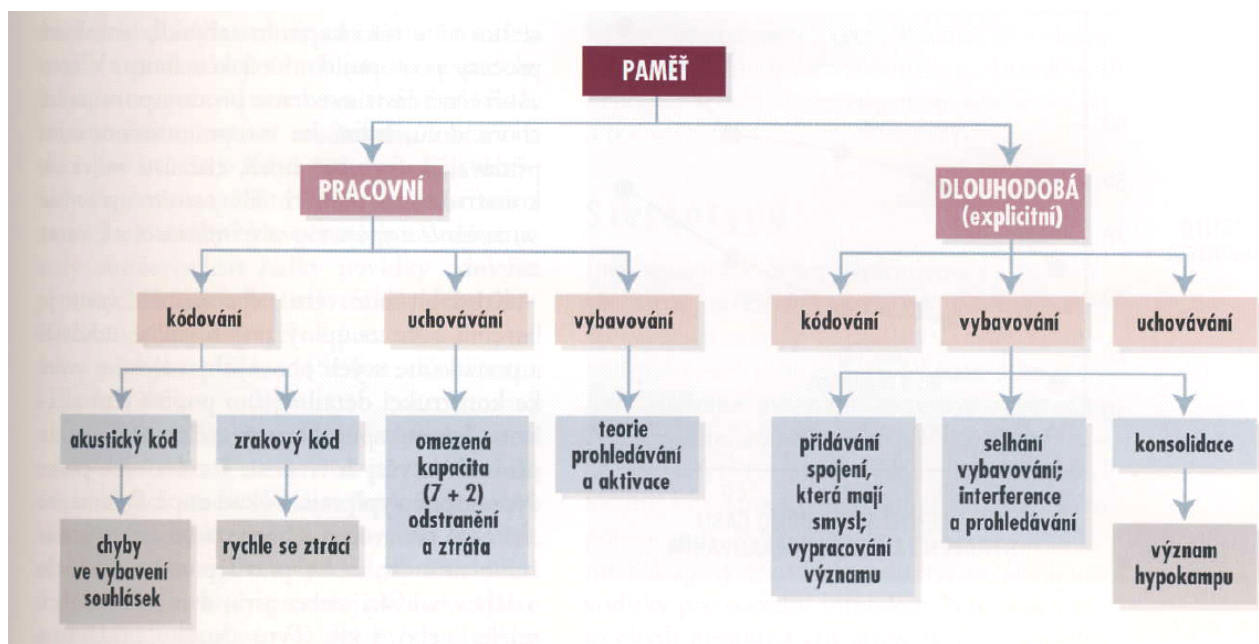 PAMĚŤ
PRACOVNÍ
DLOUHODOBÁ
(explicitní)
kódování
uchovávání
vybavování
kódování
vybavování
uchovávání
akustický kód
zrakový kód
omezená
kapacita
(7 + 2)
odstranění
a ztráta
teorie
prohledávání
a aktivace
přidávání
spojení,
která mají
smysl;
vypracování
významu
selhání
vybavování;
interference
a prohledávání
konsolidace
chyby
ve vybavení
souhlásek
rychle se ztrácí
význam
hypokampu